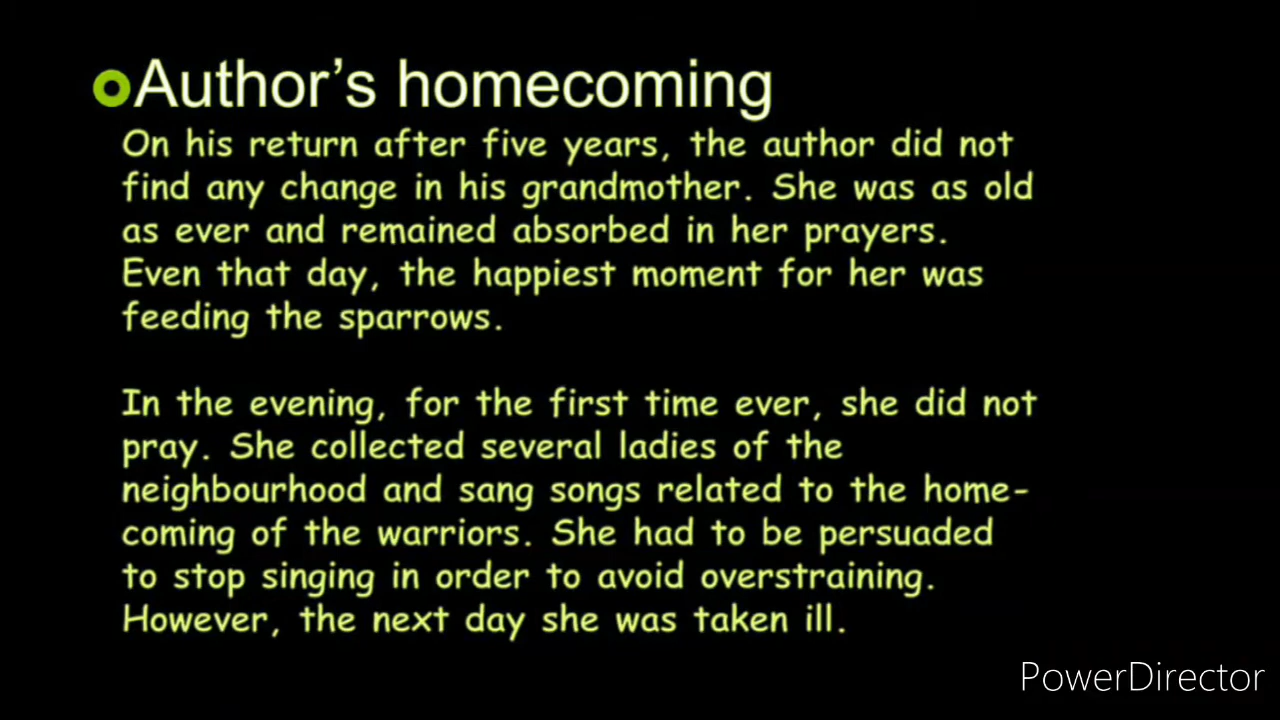 Author’s homecoming
On his return after five years, the author did not
find any change in his grandmother. She was as old
as ever and remained absorbed in her prayers.
Even that day, the happiest moment for her was
feeding the sparrows.
In the evening, for the first time ever, she did not
pray. She collected several ladies of the
neighbourhood and sang songs related to the home-
coming of the warriors. She had to be persuaded
to stop singing in order to avoid overstraining.
However, the next day she was taken ill.
PowerDirector